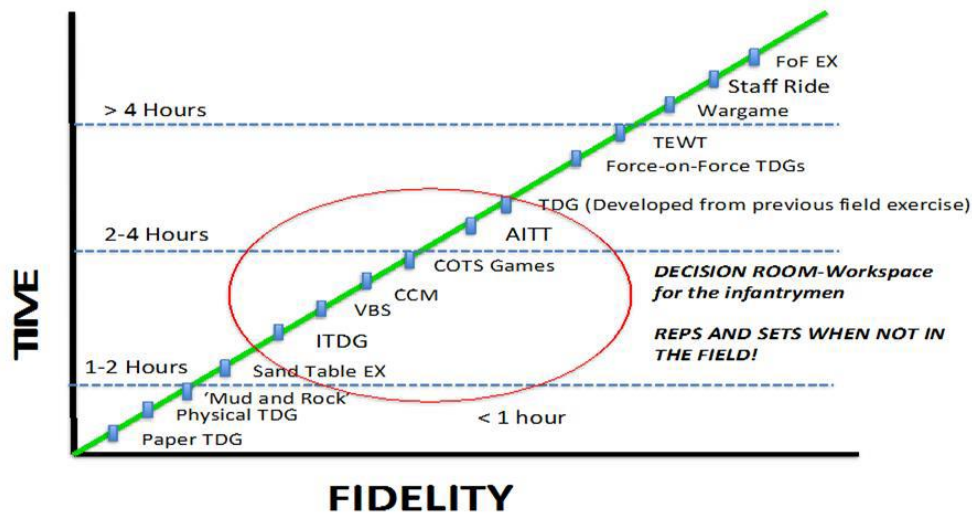 FoF EX
Staff Ride
> 4 Hours
Wargame
TEWT
Force-on-Force TDGs
TDG (Developed from previous field exercise)
2-4 Hours
AITT
COTS Games
DECISION ROOM-Workspace
for the infantrymen
CCM
VBS
ITDG
REPS AND SETS WHEN NOT IN
THE FIELD!
TIME
1-2 Hours
Sand Table EX
'Mud and Rock'
Physical TDG
< 1 hour
Paper TDG
FIDELITY